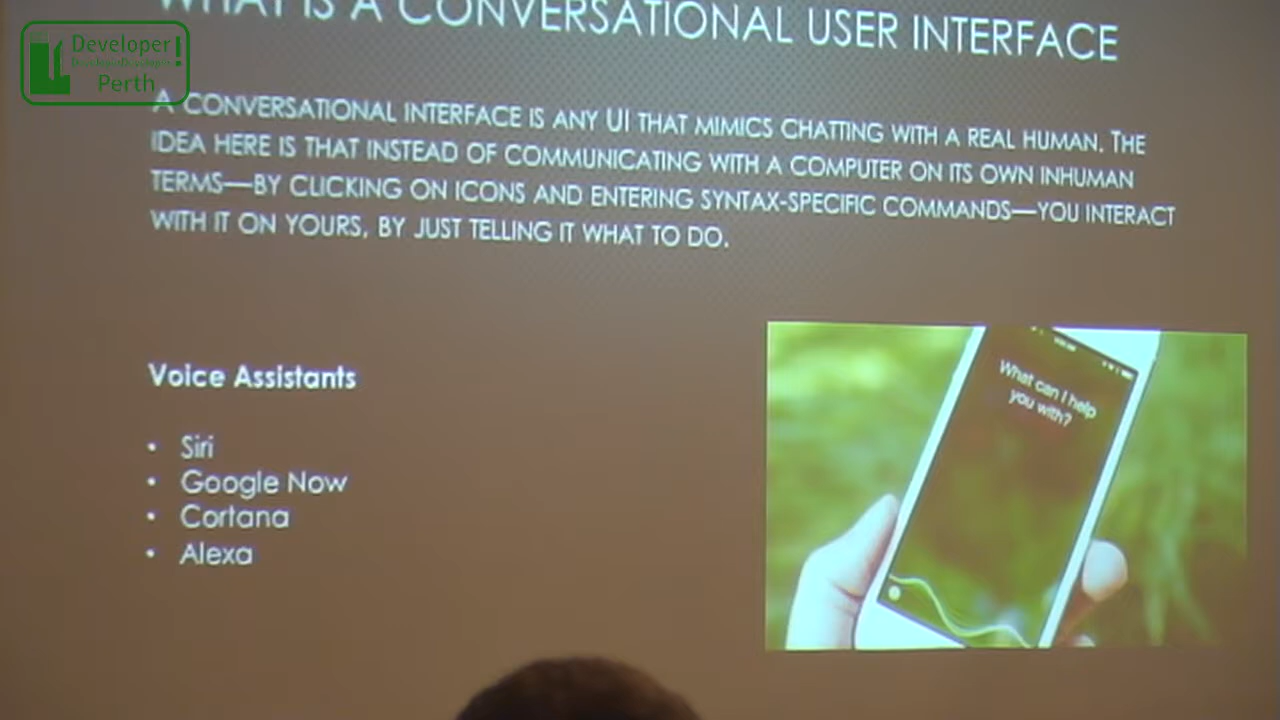 WHAT IS A CONVERSATIONAL USER INTERFACE
Developer !
DeveloperDeveloper
Perth
A CONVERSATIONAL INTERFACE IS ANY UI THAT MIMICS CHATTING WITH A REAL HUMAN. THE
IDEA HERE IS THAT INSTEAD OF COMMUNICATING WITH A COMPUTER ON ITS OWN INHUMAN
TERMS—BY CLICKING ON ICONS AND ENTERING SYNTAX-SPECIFIC COMMANDS—YOU INTERACT
WITH IT ON YOURS, BY JUST TELLING IT WHAT TO DO.
Voice Assistants
• Siri
• Google Now
• Cortana
• Alexa
What can I help
you with?